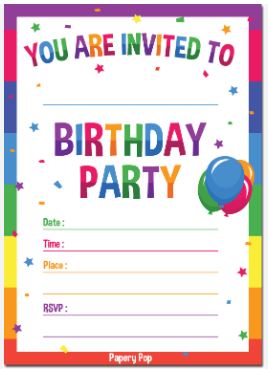 YOU ARE INVITED TO
BIRTHDAY
PARTY
Date :
Time :
Place :
RSVP :
Papery Pop